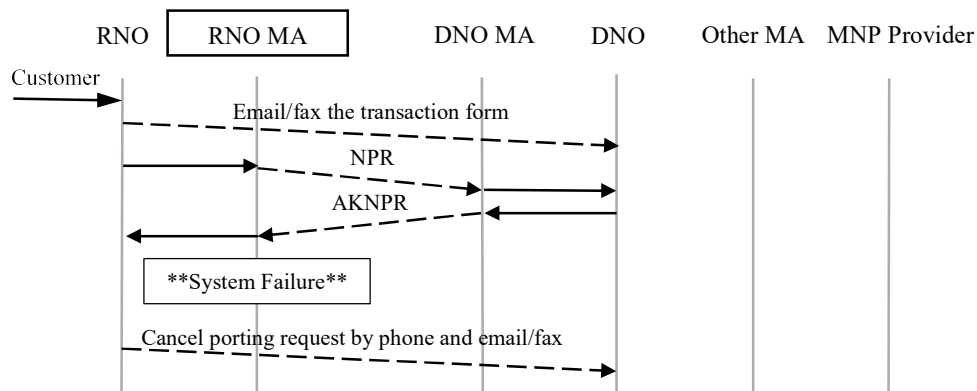 RNO RNO MA DNO MA DNO Other MA MNP Provider
Customer
Email/fax the transaction form
NPR
AKNPR
**System Failure**
Cancel porting request by phone and email/fax